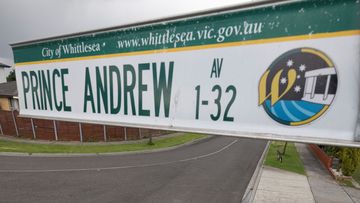 City of Whittlesea www.whittlesea.vic.gov.au
PRINCE ANDREW AV
1-32